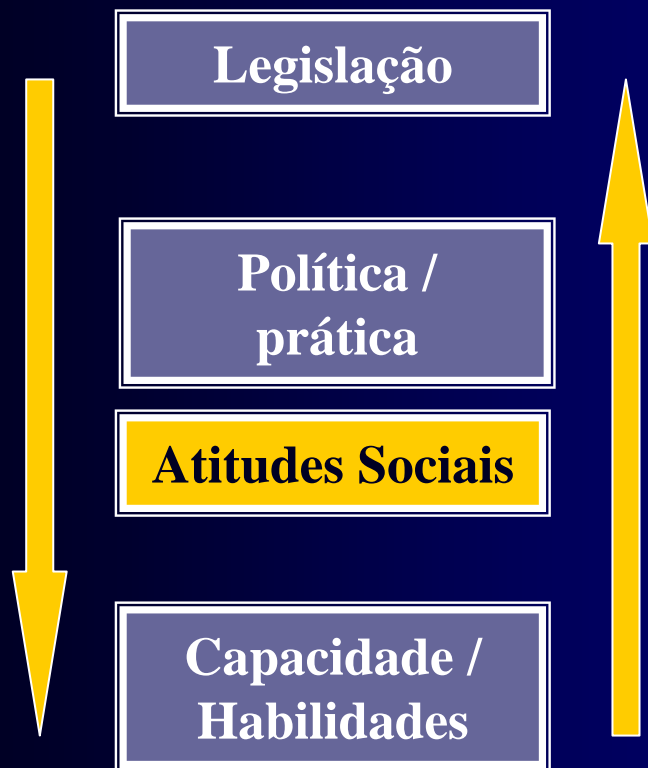 Legislação
Política /
prática
Atitudes Sociais
Capacidade /
Habilidades